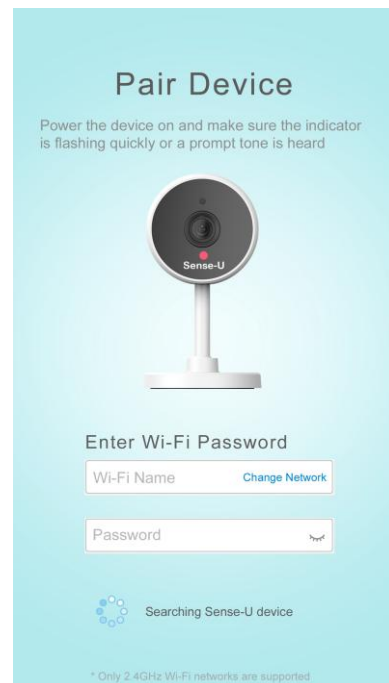 Pair Device
Power the device on and make sure the indicator
is flashing quickly or a prompt tone is heard
Sense-U
Enter Wi-Fi Password
Wi-Fi Name
Change Network
Password
Searching Sense-U device
* Only 2.4GHz Wi-Fi networks are supported